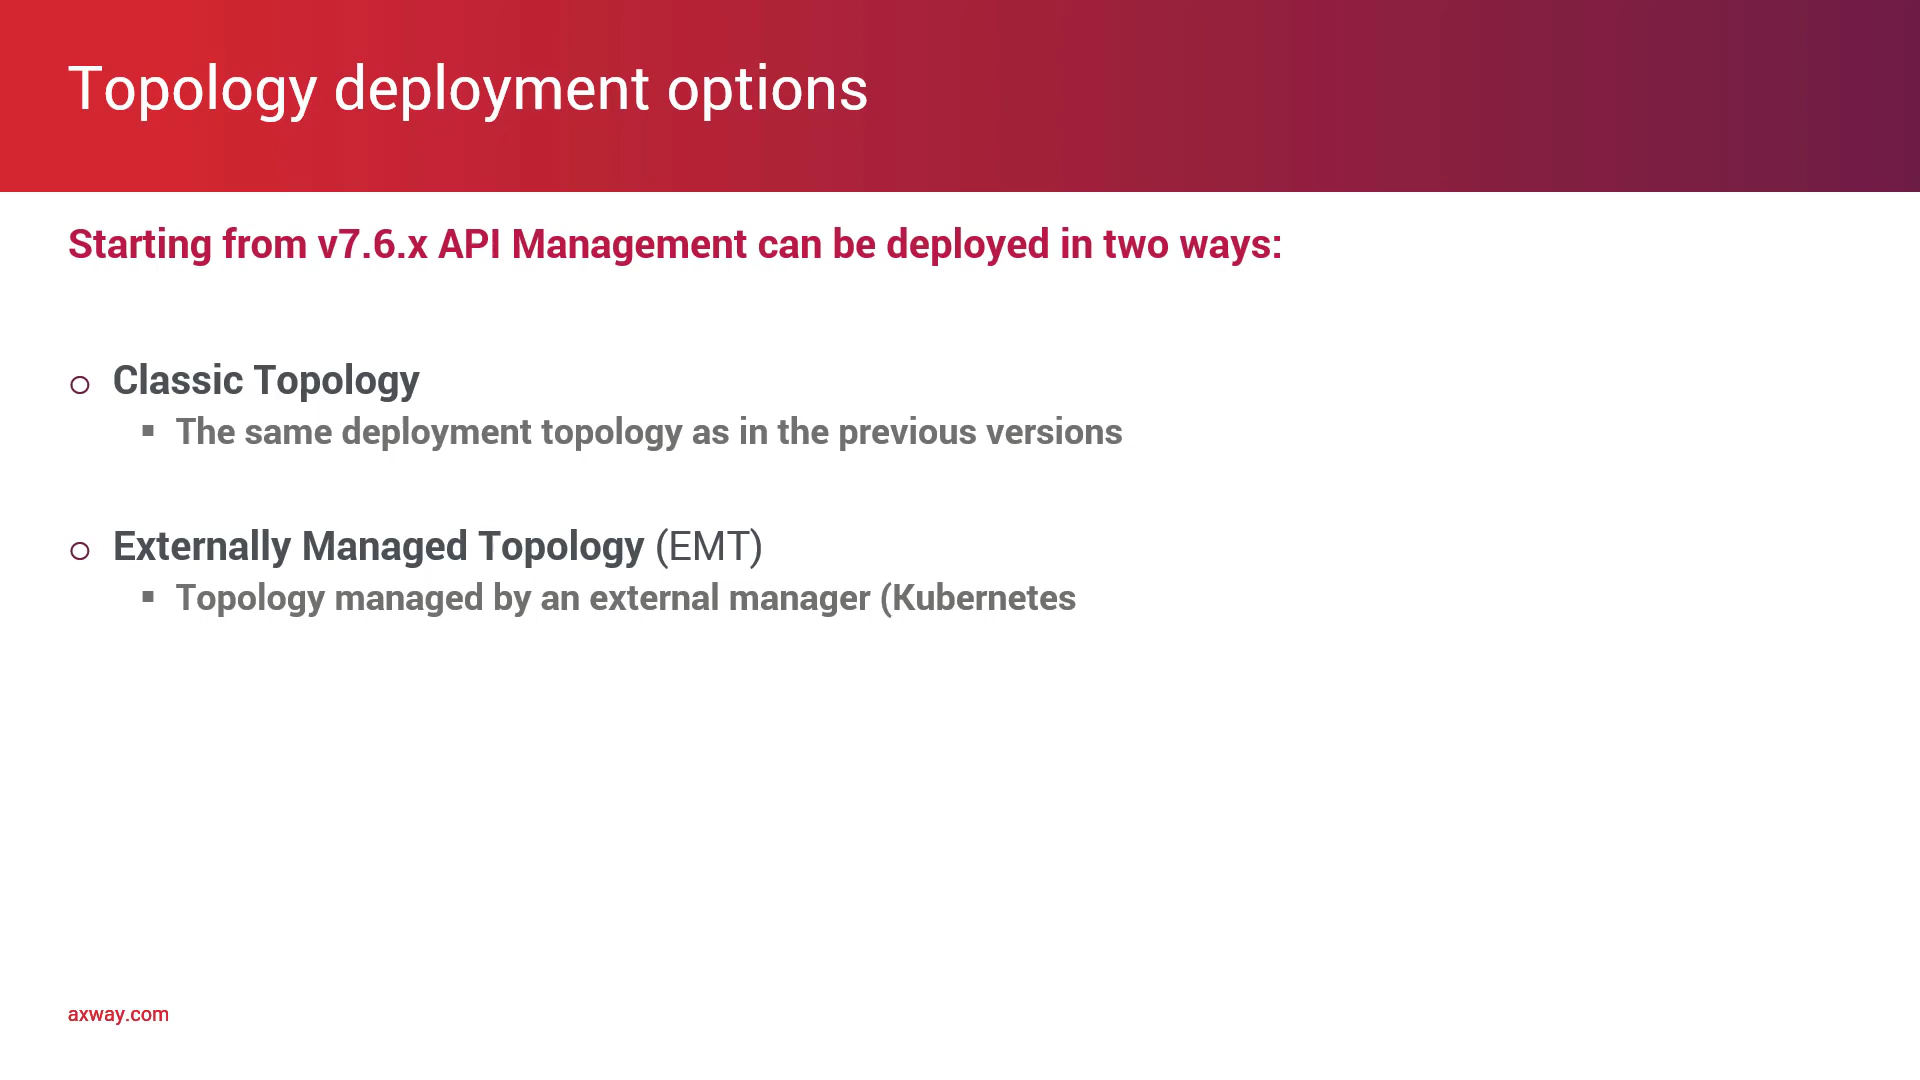 Topology deployment options
Starting from v7.6.x API Management can be deployed in two ways:
Classic Topology
The same deployment topology as in the previous versions
Externally Managed Topology (EMT)
Topology managed by an external manager (Kubernetes
axway.com